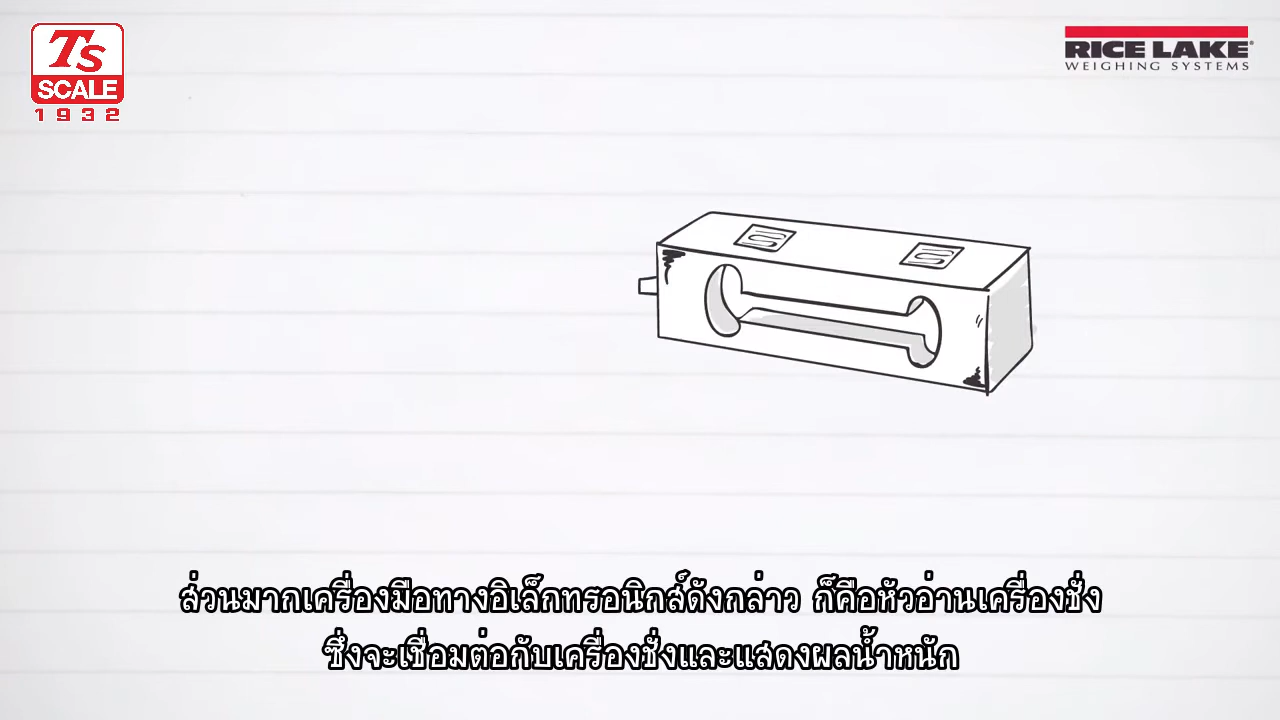 TS
SCALE
1932
RICE LAKE
WEIGHING SYSTEMS
ส่วนมากเครื่องมือทางอิเล็กทรอนิกส์ดังกล่าว ก็คือหัวอ่านเครื่องชั่ง
ซึ่งจะเชื่อมต่อกับเครื่องชั่งและแสดงผลน้ำหนัก